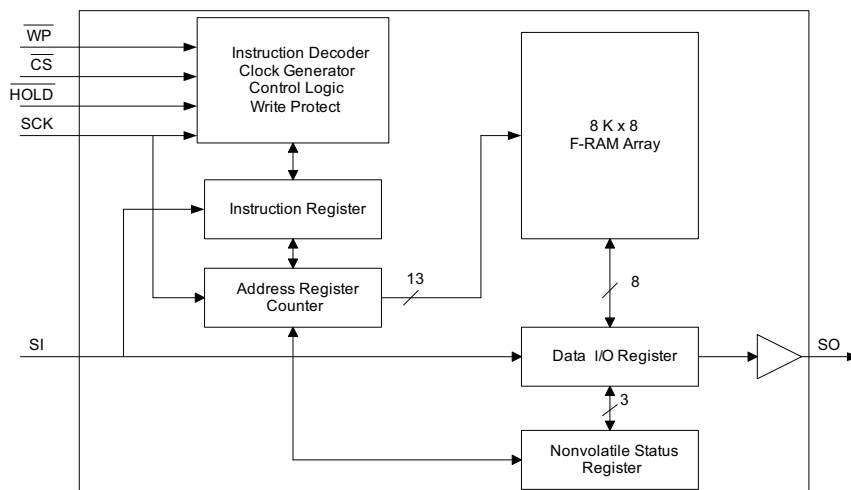 WP
CS
HOLD
SCK
Instruction Decoder
Clock Generator
Control Logic
Write Protect
8 K x 8
F-RAM Array
Instruction Register
Address Register
Counter
13
8
SI
Data I/O Register
SO
3
Nonvolatile Status
Register